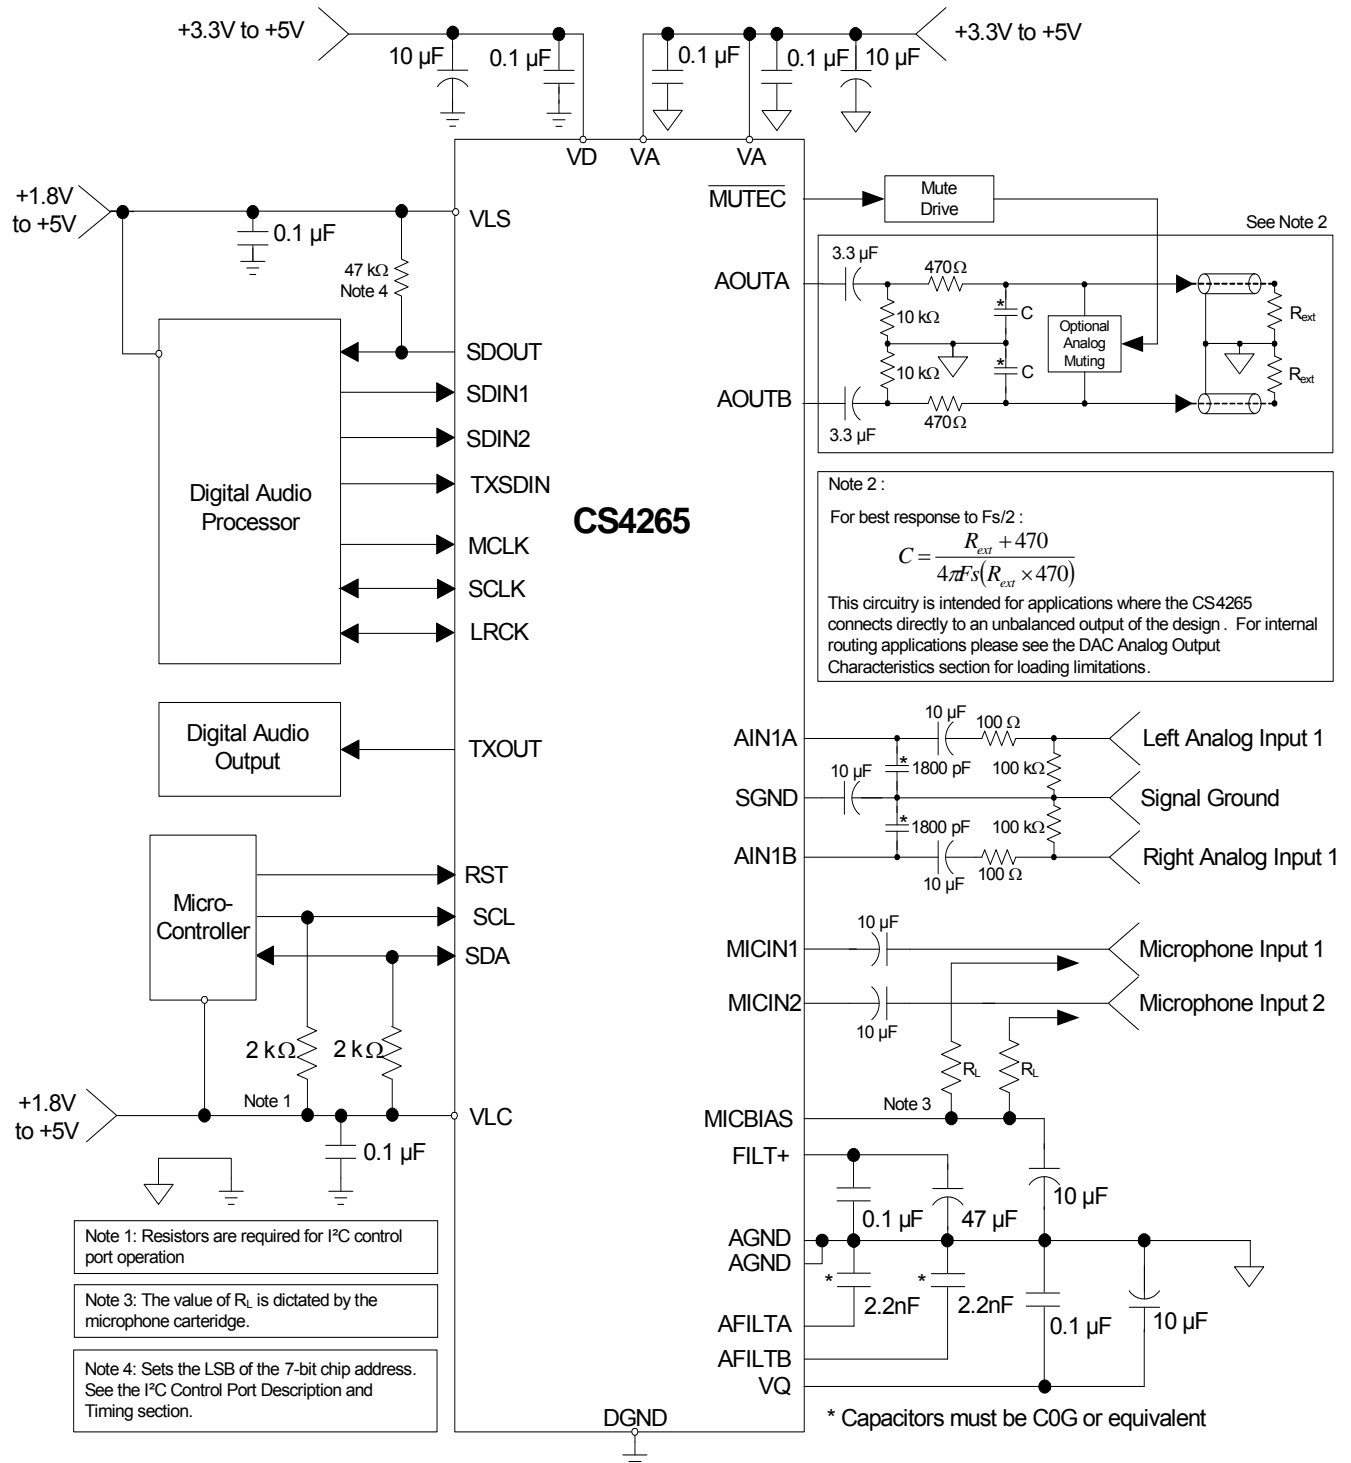 +3.3V to +5V
10 µF
0.1 µF
0.1 µF
0.1 µF
10 µF
+3.3V to +5V
VD
VA
VA
+1.8V
to +5V
0.1 µF
47 kΩ
Note 4
VLS
MUTEC
Mute
Drive
See Note 2
AOUTA
3.3 µF
470Ω
10 kΩ
C
*
Optional
Analog
Muting
Rext
10 kΩ
C
*
Rext
AOUTB
3.3 µF
470Ω
Digital Audio
Processor
SDOUT
SDIN1
SDIN2
TXSDIN
MCLK
SCLK
LRCK
CS4265
Note 2 :
For best response to Fs/2 :
C = (Rext + 470) / (4πFs(Rext × 470))
This circuitry is intended for applications where the CS4265
connects directly to an unbalanced output of the design . For internal
routing applications please see the DAC Analog Output
Characteristics section for loading limitations.
Digital Audio
Output
TXOUT
AIN1A
10 µF
100 Ω
Left Analog Input 1
*
1800 pF
100 kΩ
10 µF
SGND
Signal Ground
*
1800 pF
100 kΩ
AIN1B
10 µF
100 Ω
Right Analog Input 1
Micro-
Controller
RST
SCL
SDA
2 kΩ
2 kΩ
MICIN1
10 µF
Microphone Input 1
MICIN2
10 µF
Microphone Input 2
RL
RL
+1.8V
to +5V
Note 1
VLC
0.1 µF
MICBIAS
Note 3
FILT+
0.1 µF
47 µF
10 µF
AGND
AGND
*
2.2nF
*
2.2nF
0.1 µF
10 µF
AFILTA
AFILTB
VQ
DGND
* Capacitors must be C0G or equivalent
Note 1: Resistors are required for I²C control
port operation
Note 3: The value of RL is dictated by the
microphone carteridge.
Note 4: Sets the LSB of the 7-bit chip address.
See the I²C Control Port Description and
Timing section.